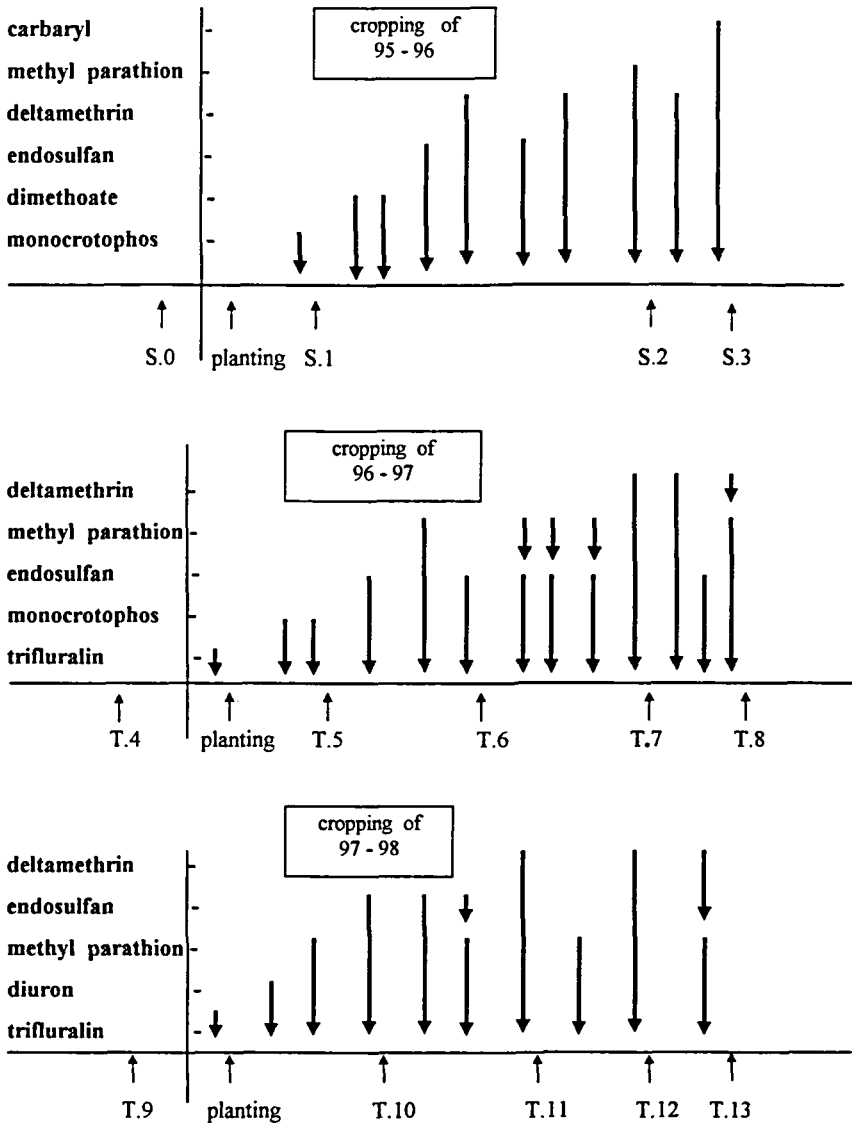 carbaryl
methyl parathion
deltamethrin
endosulfan
dimethoate
monocrotophos
cropping of
95 - 96
S.0 planting S.1 S.2 S.3
cropping of
96 - 97
deltamethrin
methyl parathion
endosulfan
monocrotophos
trifluralin
T.4 planting T.5 T.6 T.7 T.8
cropping of
97 - 98
deltamethrin
endosulfan
methyl parathion
diuron
trifluralin
T.9 planting T.10 T.11 T.12 T.13